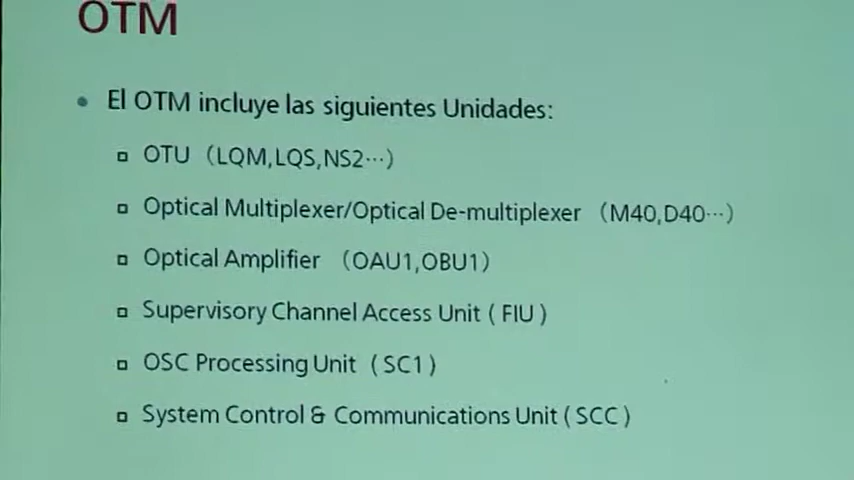 OTM
El OTM incluye las siguientes Unidades:
OTU (LQM,LQS,NS2…)
Optical Multiplexer/Optical De-multiplexer (M40,D40…)
Optical Amplifier (OAU1,OBU1)
Supervisory Channel Access Unit ( FIU )
OSC Processing Unit ( SC1 )
System Control & Communications Unit ( SCC )